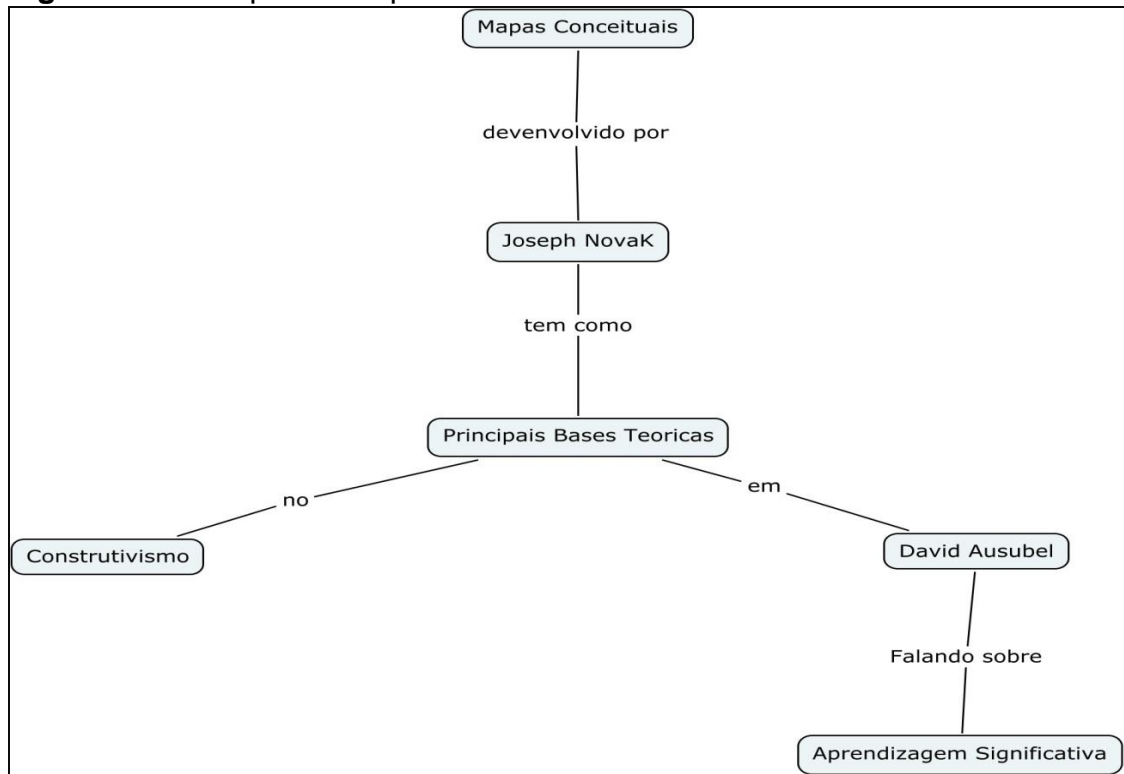 Mapas Conceituais
devenvolvido por
Joseph NovaK
tem como
Principais Bases Teoricas
no
em
Construtivismo
David Ausubel
Falando sobre
Aprendizagem Significativa